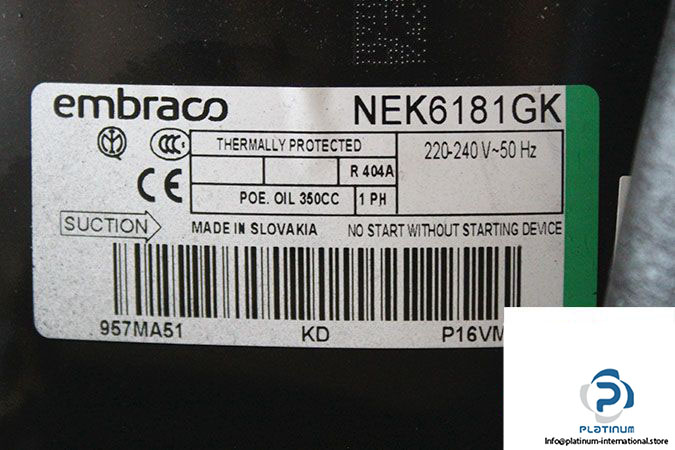 embraco NEK6181GK
THERMALLY PROTECTED
220-240 V~50 Hz
R 404A
CE
POE. OIL 350CC 1 PH
SUCTION MADE IN SLOVAKIA NO START WITHOUT STARTING DEVICE
957MA51 KD P16VM
P
PLATINUM
Info@platinum-international.store